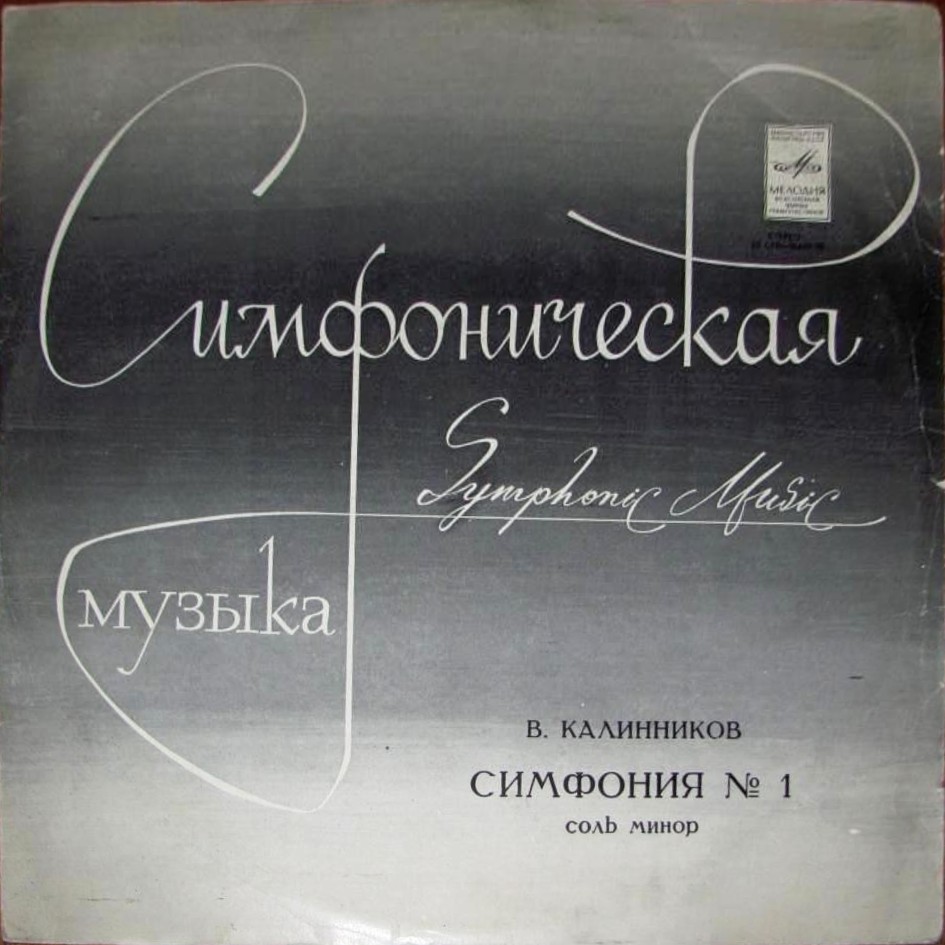 МЕЛОДИЯ
Симфоническая
Symphonic Music
музыка
В. КАЛИННИКОВ
СИМФОНИЯ № 1
соль минор